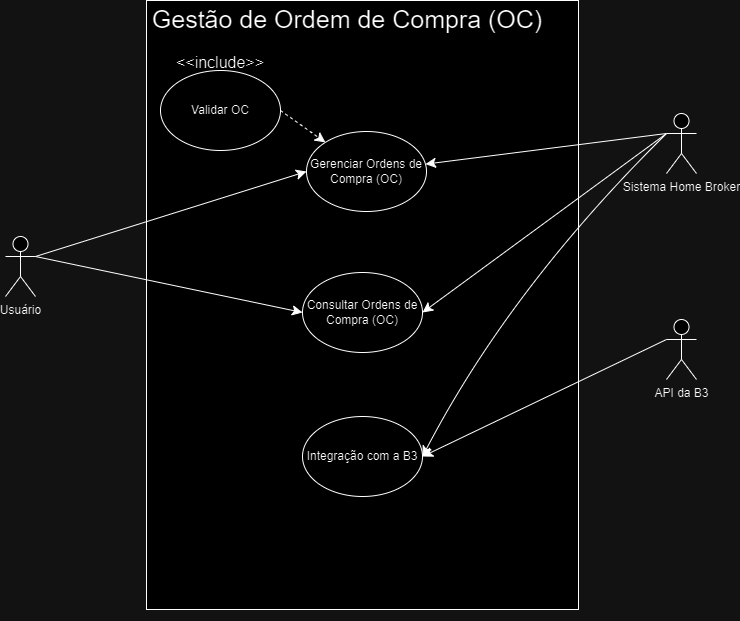 Gestão de Ordem de Compra (OC)
<<include>>
Validar OC
Gerenciar Ordens de
Compra (OC)
Sistema Home Broker
Usuário
Consultar Ordens de
Compra (OC)
API da B3
Integração com a B3